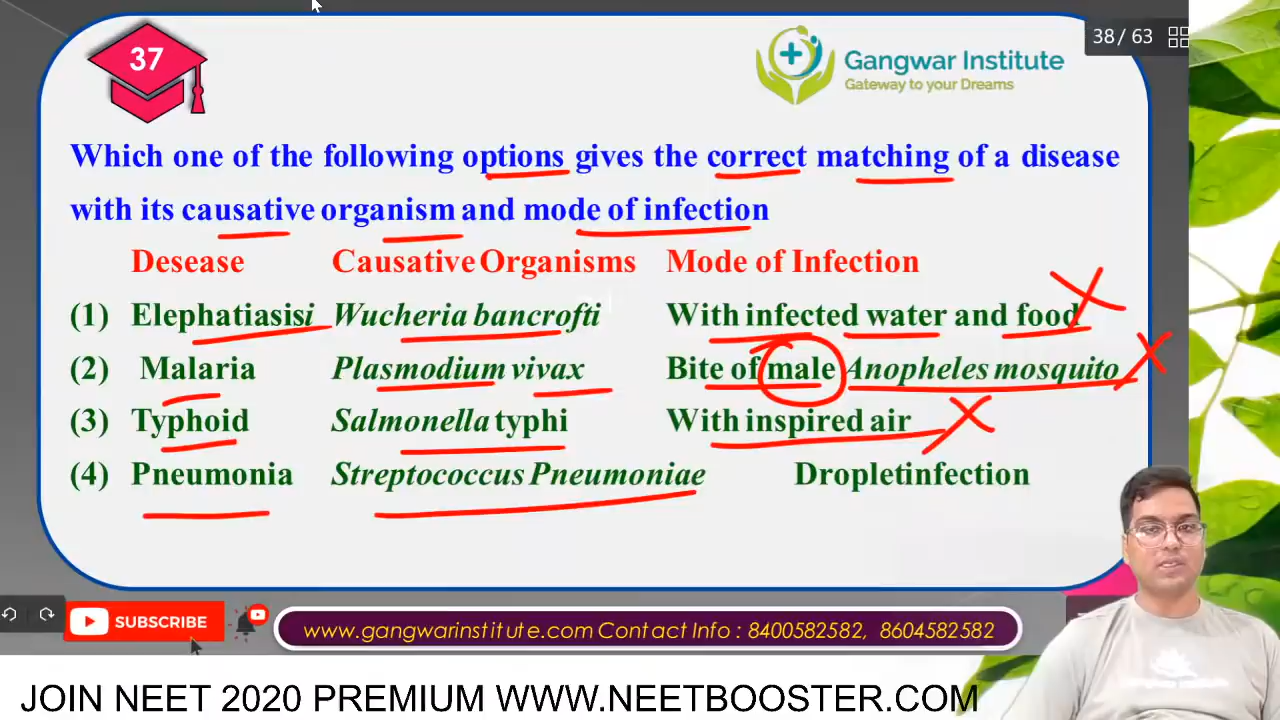 37
Gangwar Institute
Gateway to your Dreams
38 / 63
Which one of the following options gives the correct matching of a disease
with its causative organism and mode of infection
Desease Causative Organisms Mode of Infection
(1) Elephatiasisi Wucheria bancrofti With infected water and food
(2) Malaria Plasmodium vivax Bite of male Anopheles mosquito
(3) Typhoid Salmonella typhi With inspired air
(4) Pneumonia Streptococcus Pneumoniae Dropletinfection
SUBSCRIBE
www.gangwarinstitute.com Contact Info : 8400582582, 8604582582
JOIN NEET 2020 PREMIUM WWW.NEETBOOSTER.COM